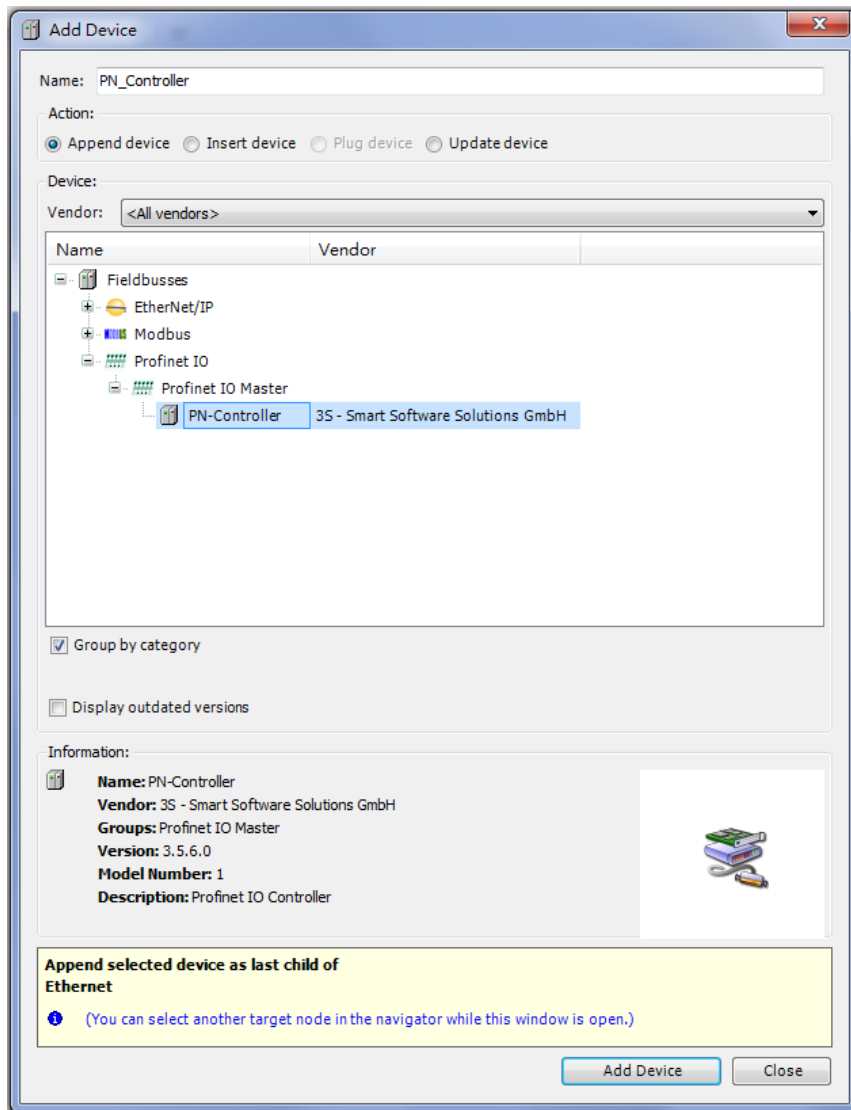 Add Device
Name: PN_Controller
Action:
Append device Insert device Plug device Update device
Device:
Vendor: <All vendors>
Name Vendor
Fieldbusses
EtherNet/IP
Modbus
Profinet IO
Profinet IO Master
PN-Controller 3S - Smart Software Solutions GmbH
Group by category
Display outdated versions
Information:
Name: PN-Controller
Vendor: 3S - Smart Software Solutions GmbH
Groups: Profinet IO Master
Version: 3.5.6.0
Model Number: 1
Description: Profinet IO Controller
Append selected device as last child of
Ethernet
(You can select another target node in the navigator while this window is open.)
Add Device Close